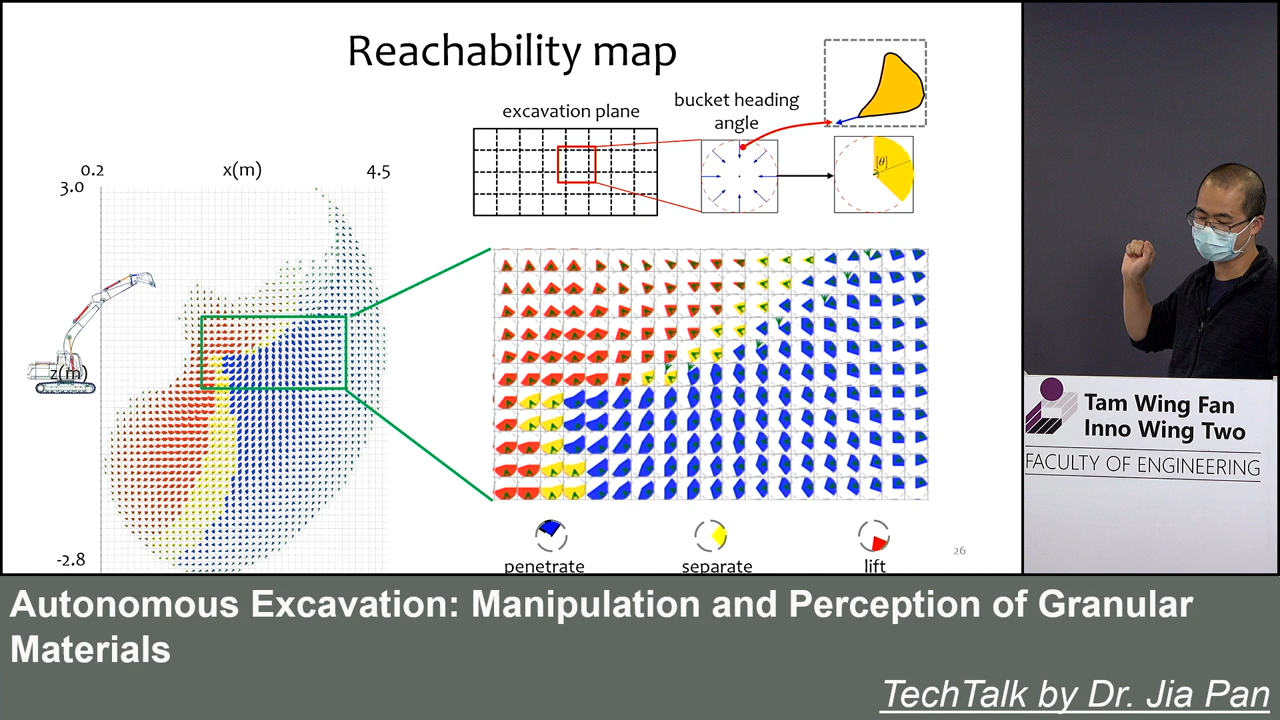 Reachability map
excavation plane
bucket heading
angle
[θ]
0.2
x(m)
4.5
3.0
z(m
-2.8
penetrate
separate
lift
26
Tam Wing Fan
Inno Wing Two
FACULTY OF ENGINEERING
Autonomous Excavation: Manipulation and Perception of Granular
Materials
TechTalk by Dr. Jia Pan